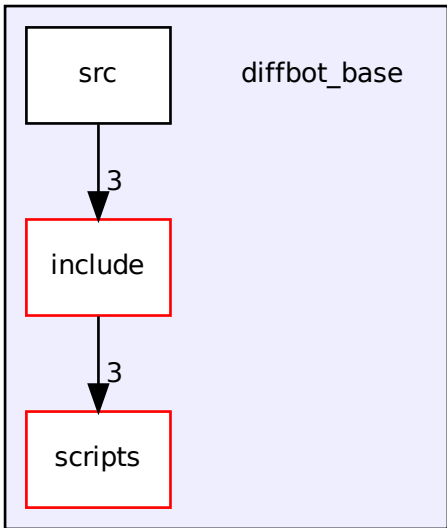 src
diffbot_base
3
include
3
scripts